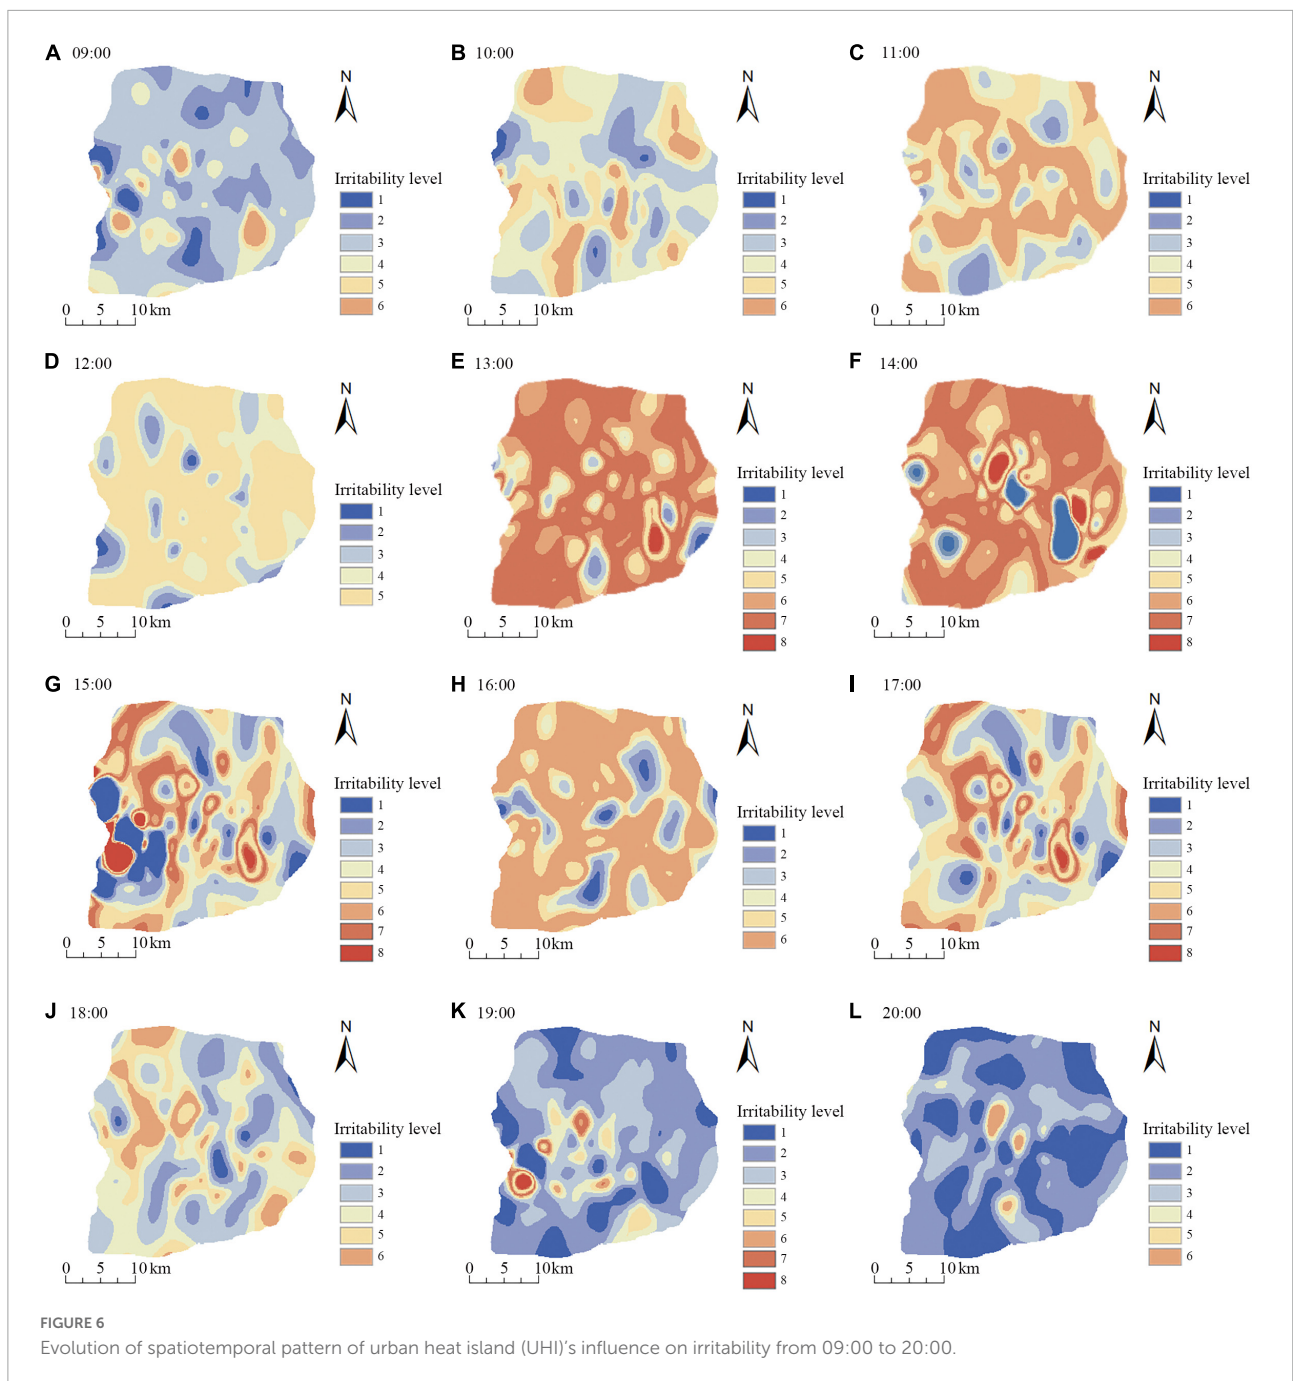 A 09:00
N
Irritability level
1
2
3
4
5
6
0 5 10 km
B 10:00
N
Irritability level
1
2
3
4
5
6
0 5 10 km
C 11:00
N
Irritability level
1
2
3
4
5
6
0 5 10 km
D 12:00
N
Irritability level
1
2
3
4
5
0 5 10 km
E 13:00
N
Irritability level
1
2
3
4
5
6
7
8
0 5 10 km
F 14:00
N
Irritability level
1
2
3
4
5
6
7
8
0 5 10 km
G 15:00
N
Irritability level
1
2
3
4
5
6
7
8
0 5 10 km
H 16:00
N
Irritability level
1
2
3
4
5
6
0 5 10 km
I 17:00
N
Irritability level
1
2
3
4
5
6
7
8
0 5 10 km
J 18:00
N
Irritability level
1
2
3
4
5
6
0 5 10 km
K 19:00
N
Irritability level
1
2
3
4
5
6
7
8
0 5 10 km
L 20:00
N
Irritability level
1
2
3
4
5
6
0 5 10 km
FIGURE 6
Evolution of spatiotemporal pattern of urban heat island (UHI)'s influence on irritability from 09:00 to 20:00.